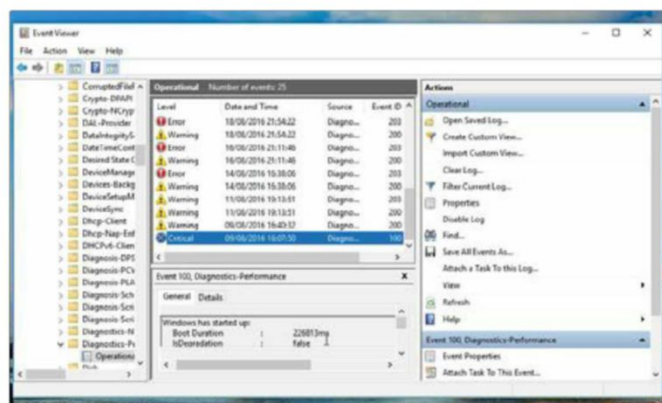 Event Viewer
File Action View Help
CorruptedFileR
Crypto-DPAPI
Crypto-NCryp
DAL-Provider
DataIntegrityS
DateTimeCont
Desired State C
DeviceManage
Devices-Backg
DeviceSetupM
DeviceSync
Dhcp-Client
Dhcp-Nap-Enf
DHCPv6-Clien
Diagnosis-DPS
Diagnosis-PCW
Diagnosis-PLA
Diagnosis-Sch
Diagnosis-Scri
Diagnosis-Scri
Diagnostics-N
Diagnostics-Pe
Operationa
Operational Number of events: 25
Level Date and Time Source Event ID
Error 18/08/2016 21:54:22 Diagno... 203
Warning 18/08/2016 21:54:22 Diagno... 200
Error 16/08/2016 21:11:46 Diagno... 203
Warning 16/08/2016 21:11:46 Diagno... 200
Error 14/08/2016 16:38:06 Diagno... 203
Warning 14/08/2016 16:38:06 Diagno... 200
Warning 11/08/2016 19:13:51 Diagno... 203
Warning 11/08/2016 19:13:51 Diagno... 200
Warning 09/08/2016 16:40:32 Diagno... 200
Critical 09/08/2016 16:07:50 Diagno... 100
Event 100, Diagnostics-Performance X
General Details
Windows has started up:
Boot Duration : 226813ms
IsDegradation : false
Actions
Operational
Open Saved Log...
Create Custom View...
Import Custom View...
Clear Log...
Filter Current Log...
Properties
Disable Log
Find...
Save All Events As...
Attach a Task To this Log...
View
Refresh
Help
Event 100, Diagnostics-Performance
Event Properties
Attach Task To This Event...